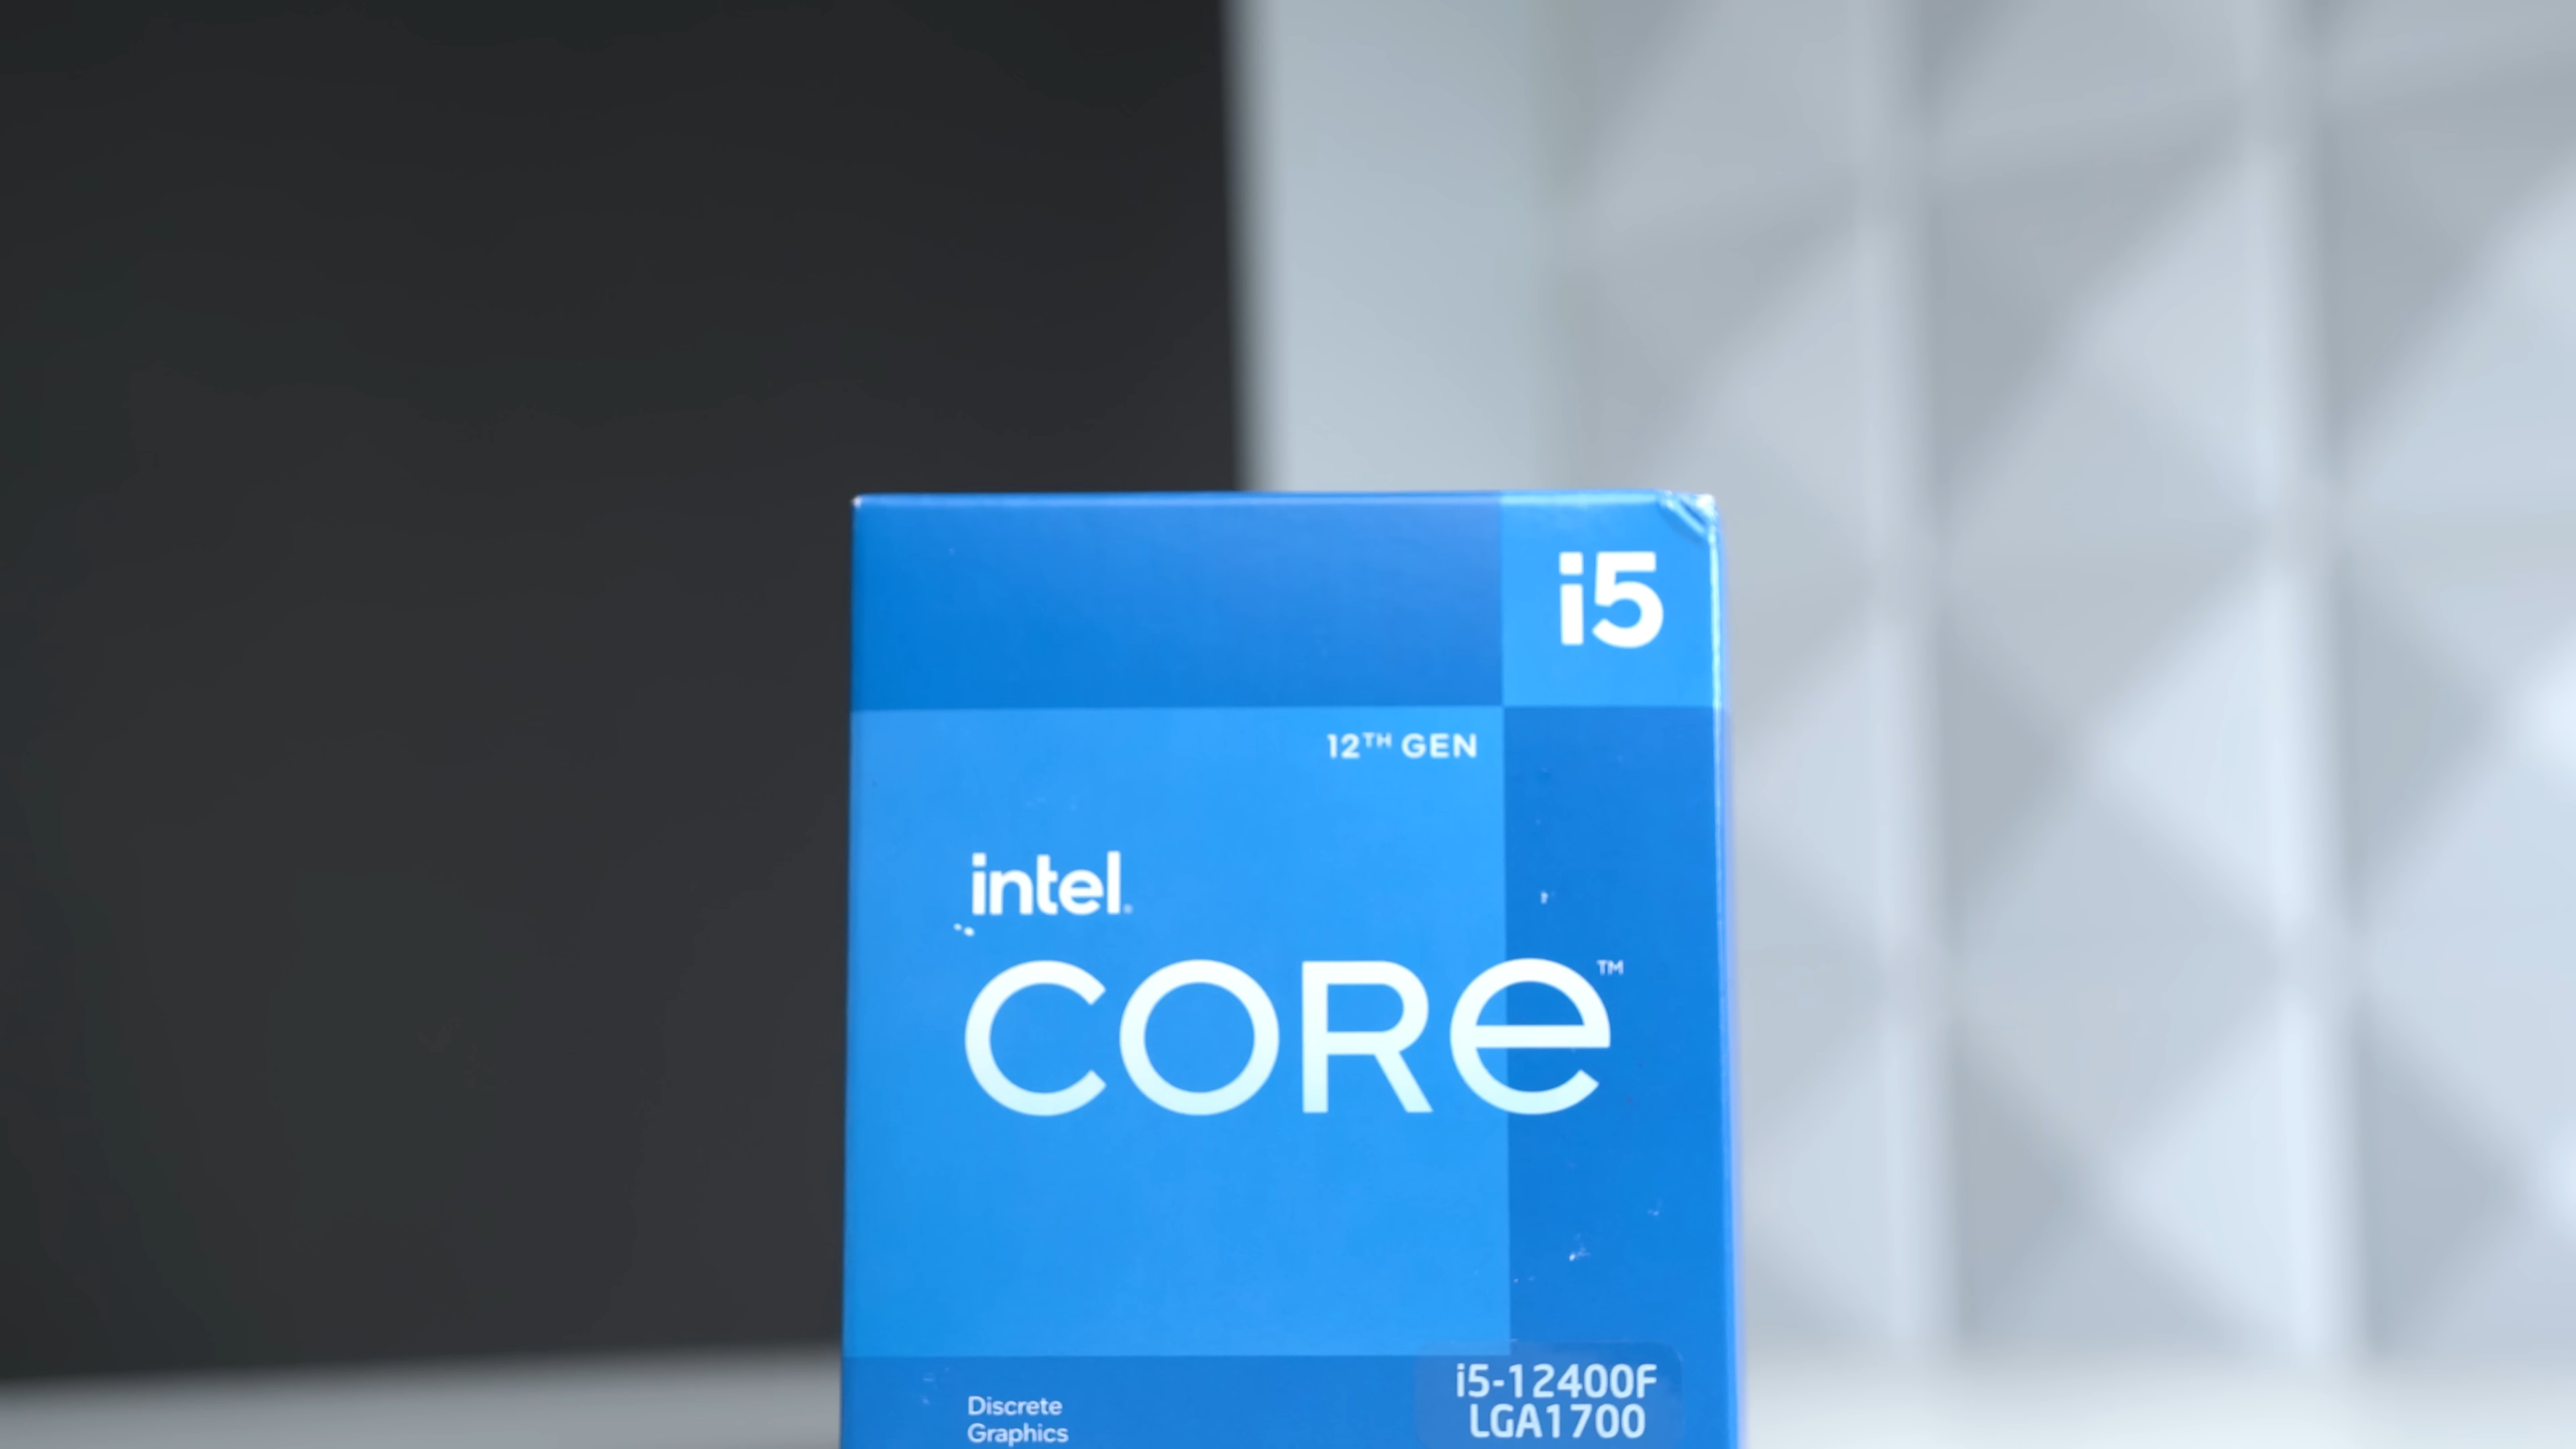 i5
12TH GEN
intel.
CORe™
Discrete
Graphics
i5-12400F
LGA1700